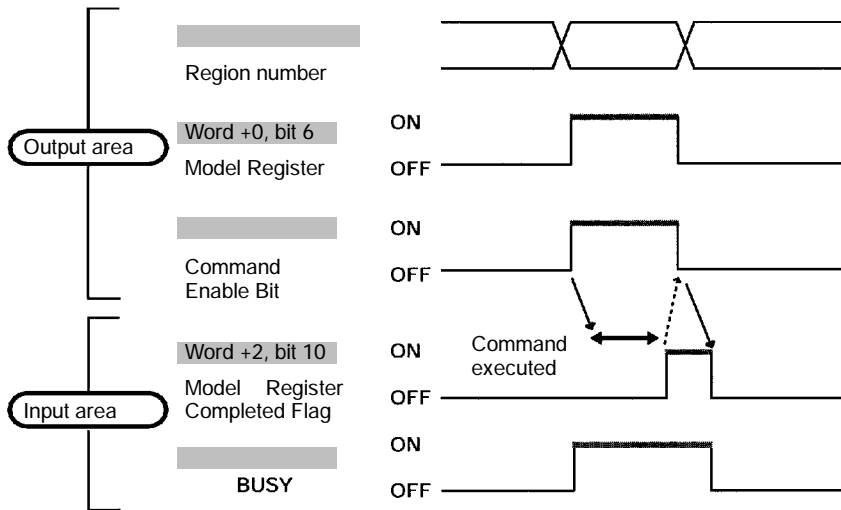 Region number
Output area
Word +0, bit 6
Model Register
ON
OFF
Command
Enable Bit
ON
OFF
Input area
Word +2, bit 10
Model Register
Completed Flag
ON
OFF
Command
executed
BUSY
ON
OFF